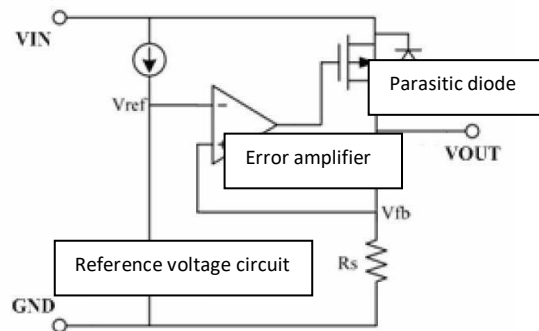 VIN
Vref
−
Parasitic diode
VOUT
Error amplifier
Vfb
Reference voltage circuit
Rs
GND